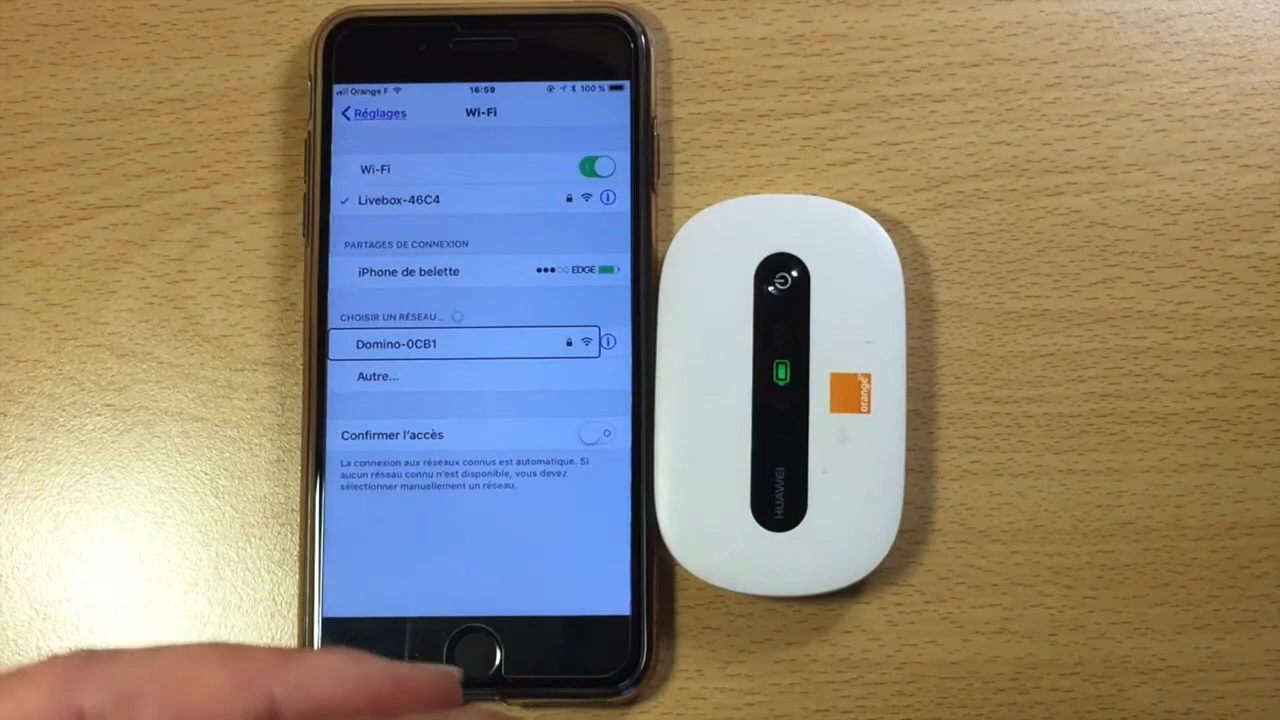 Orange F 16:59 100 %
Réglages Wi-Fi
Wi-Fi
Livebox-46C4
PARTAGES DE CONNEXION
iPhone de belette EDGE
CHOISIR UN RÉSEAU...
Domino-0CB1
Autre...
Confirmer l'accès
La connexion aux réseaux connus est automatique. Si
aucun réseau connu n'est disponible, vous devez
sélectionner manuellement un réseau.
orange
HUAWEI